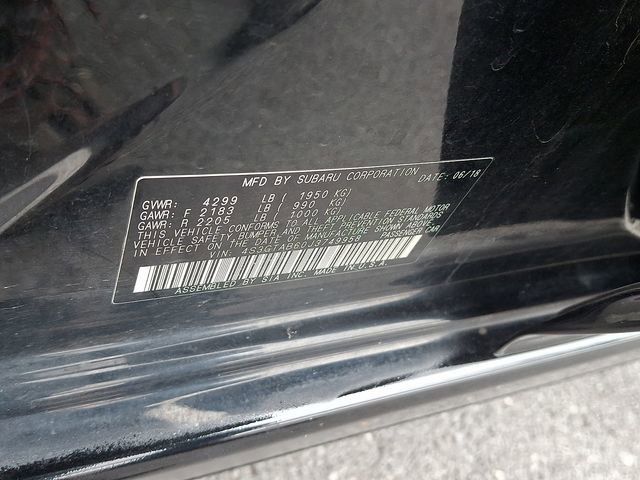 MFD BY SUBARU CORPORATION DATE: 06/18
GVWR: 4299 LB ( 1950 KG)
GAWR: F 2183 LB ( 990 KG)
GAWR: R 2205 LB ( 1000 KG)
THIS VEHICLE CONFORMS TO ALL APPLICABLE FEDERAL MOTOR
VEHICLE SAFETY, BUMPER, AND THEFT PREVENTION STANDARDS
IN EFFECT ON THE DATE OF MANUFACTURE SHOWN ABOVE.
VIN: PASSENGER CAR
ASSEMBLED BY SIA INC. MADE IN U.S.A.